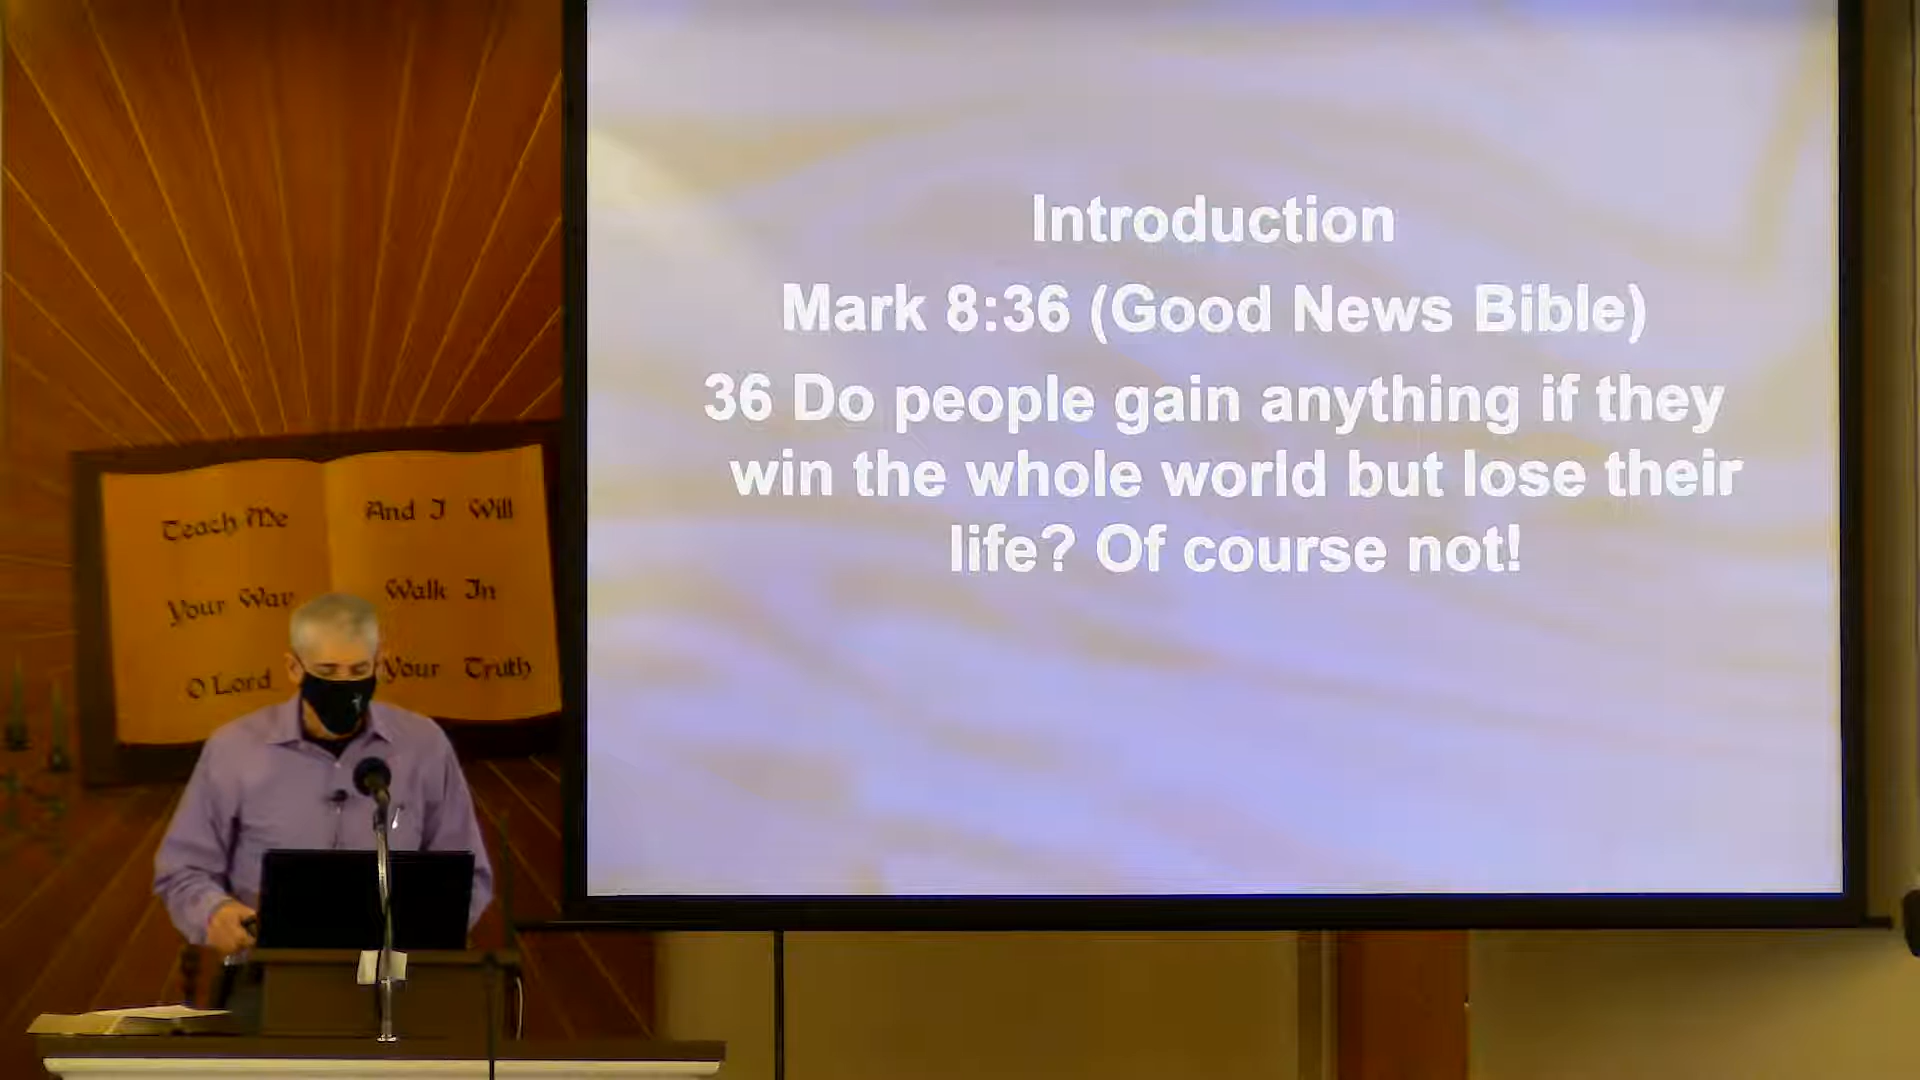 Introduction
Mark 8:36 (Good News Bible)
36 Do people gain anything if they
win the whole world but lose their
life? Of course not!
Teach Me
Your Way
O Lord
And I Will
Walk In
Your Truth